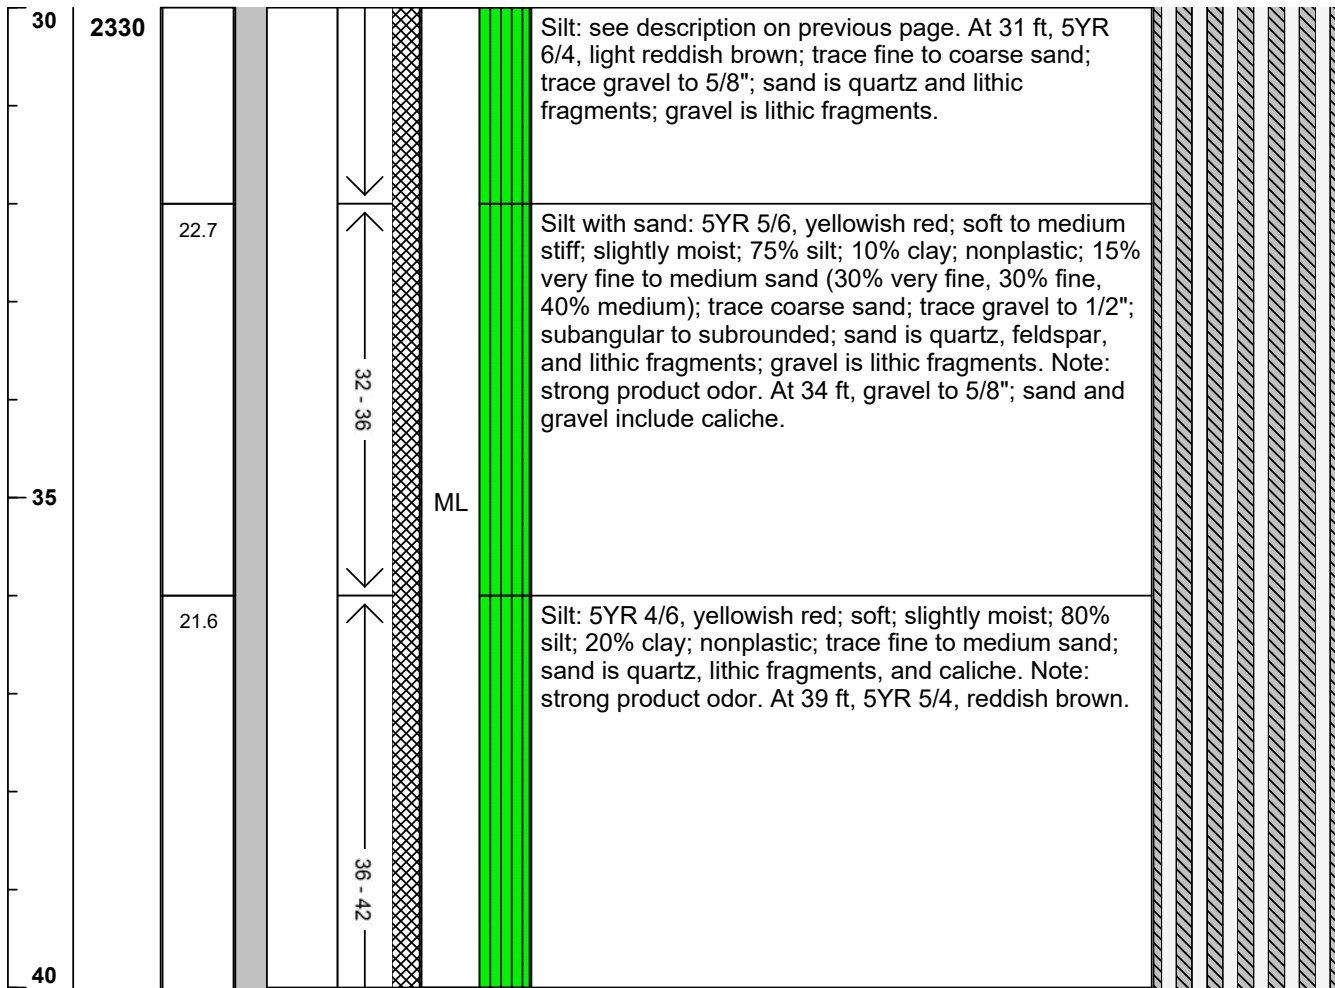 30
2330
Silt: see description on previous page. At 31 ft, 5YR
6/4, light reddish brown; trace fine to coarse sand;
trace gravel to 5/8"; sand is quartz and lithic
fragments; gravel is lithic fragments.
22.7
Silt with sand: 5YR 5/6, yellowish red; soft to medium
stiff; slightly moist; 75% silt; 10% clay; nonplastic; 15%
very fine to medium sand (30% very fine, 30% fine,
40% medium); trace coarse sand; trace gravel to 1/2";
subangular to subrounded; sand is quartz, feldspar,
and lithic fragments; gravel is lithic fragments. Note:
strong product odor. At 34 ft, gravel to 5/8"; sand and
gravel include caliche.
32 - 36
35
ML
21.6
Silt: 5YR 4/6, yellowish red; soft; slightly moist; 80%
silt; 20% clay; nonplastic; trace fine to medium sand;
sand is quartz, lithic fragments, and caliche. Note:
strong product odor. At 39 ft, 5YR 5/4, reddish brown.
36 - 42
40